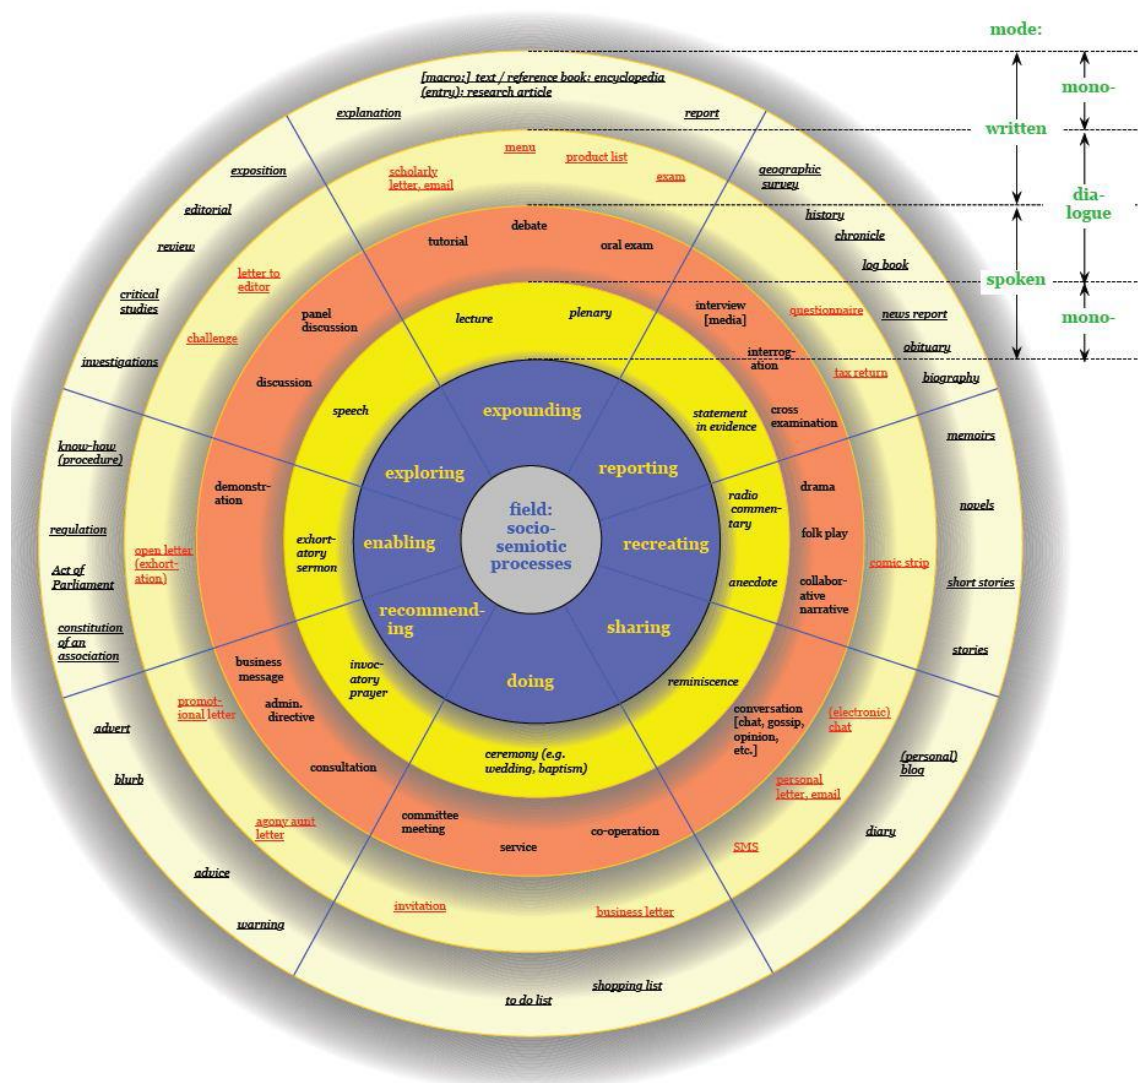 mode:
mono-
written
dia-
logue
spoken
mono-
[macro:] text / reference book: encyclopedia
(entry): research article
explanation
report
menu
product list
scholarly
letter, email
exam
debate
tutorial
oral exam
lecture
plenary
expounding
geographic
survey
history
chronicle
log book
news report
obituary
biography
questionnaire
tax return
interview
[media]
interrog-
ation
cross
examination
statement
in evidence
reporting
memoirs
novels
short stories
stories
comic strip
drama
folk play
collabor-
ative
narrative
radio
commen-
tary
anecdote
recreating
(personal)
blog
diary
(electronic)
chat
personal
letter, email
SMS
conversation
[chat, gossip,
opinion,
etc.]
reminiscence
sharing
doing
ceremony (e.g.
wedding, baptism)
committee
meeting
service
co-operation
invitation
business letter
to do list
shopping list
recommend-
ing
invoc-
atory
prayer
business
message
admin.
directive
consultation
promot-
ional letter
agony aunt
letter
advert
blurb
advice
warning
enabling
exhort-
atory
sermon
demonstr-
ation
open letter
(exhort-
ation)
know-how
(procedure)
regulation
Act of
Parliament
constitution
of an
association
exploring
speech
panel
discussion
discussion
letter to
editor
challenge
exposition
editorial
review
critical
studies
investigations
field:
socio-
semiotic
processes